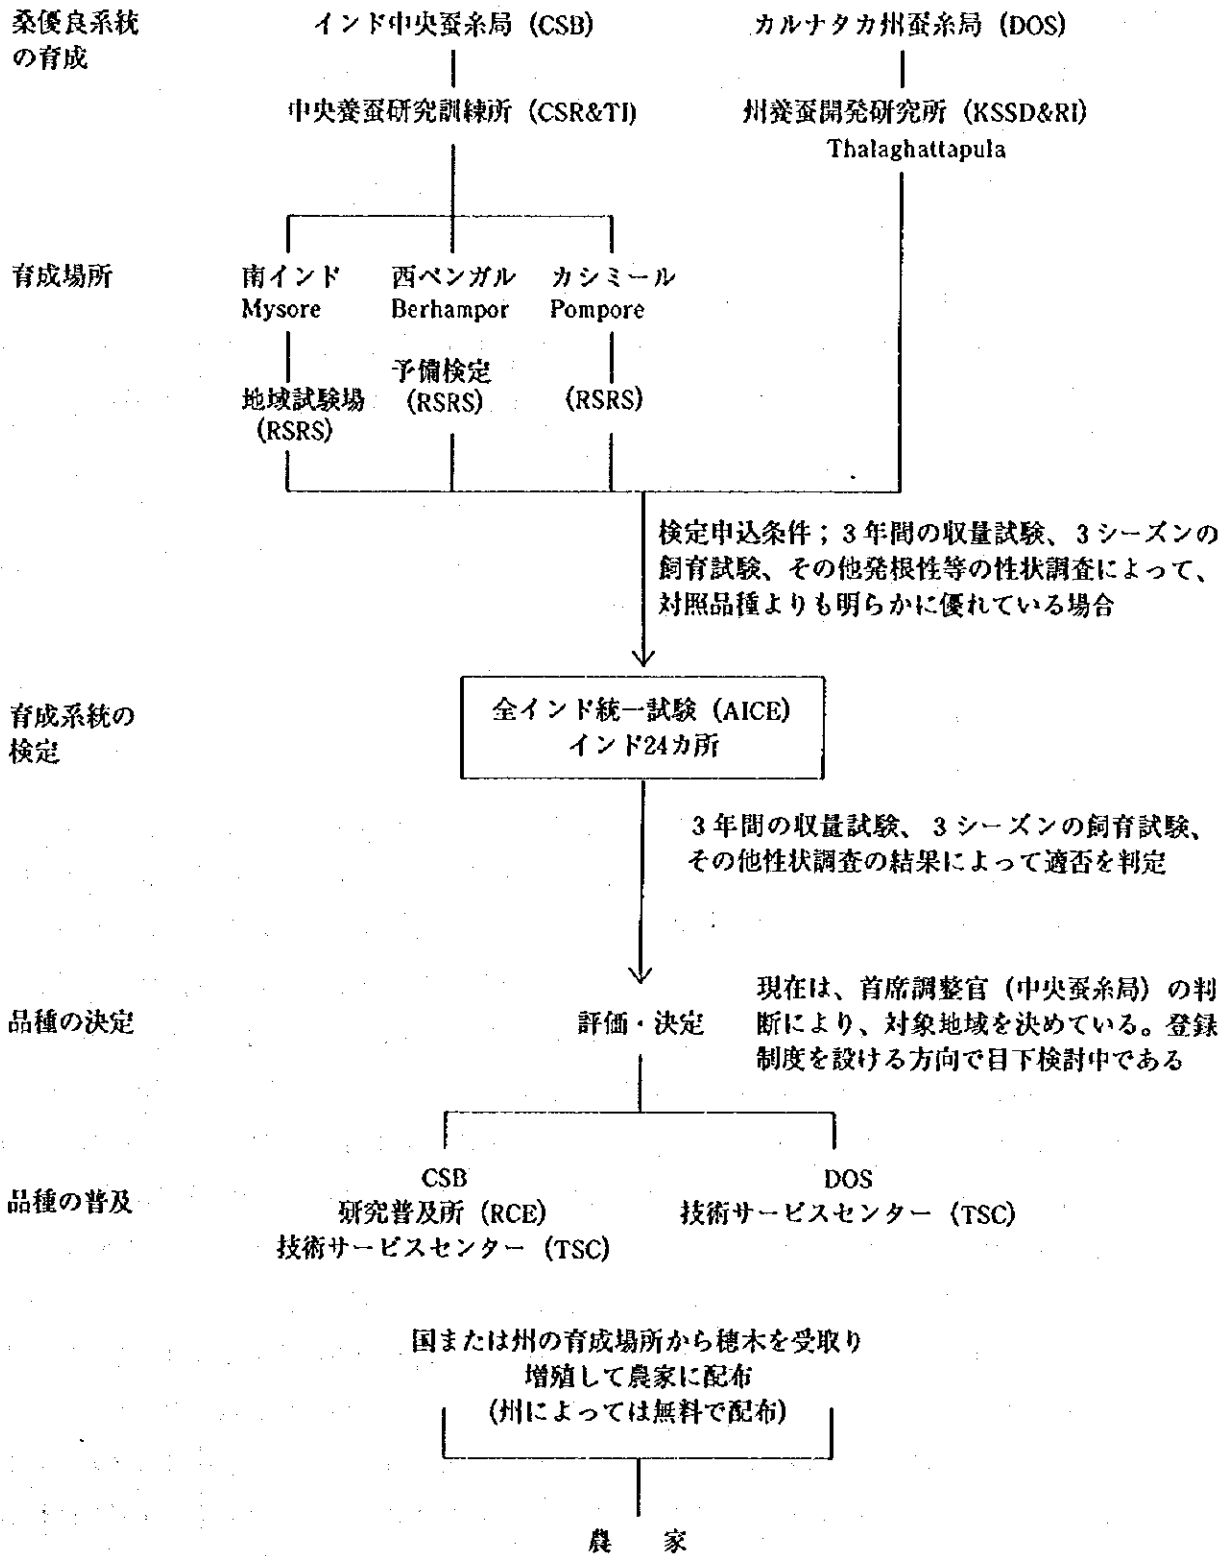 桑優良系統
の育成
インド中央蚕糸局 (CSB)
カルナタカ州蚕糸局 (DOS)
中央養蚕研究訓練所 (CSR&TI)
州養蚕開発研究所 (KSSD&RI)
Thalaghattapula
育成場所
南インド
Mysore
西ベンガル
Berhampor
カシミール
Pompore
地域試験場
(RSRS)
予備検定
(RSRS)
(RSRS)
検定申込条件；3年間の収量試験、3シーズンの
飼育試験、その他発根性等の性状調査によって、
対照品種よりも明らかに優れている場合
育成系統の
検定
全インド統一試験 (AICE)
インド24カ所
3年間の収量試験、3シーズンの飼育試験、
その他性状調査の結果によって適否を判定
品種の決定
評価・決定
現在は、首席調整官 (中央蚕糸局) の判
断により、対象地域を決めている。登録
制度を設ける方向で目下検討中である
品種の普及
CSB
研究普及所 (RCE)
技術サービスセンター (TSC)
DOS
技術サービスセンター (TSC)
国または州の育成場所から穂木を受取り
増殖して農家に配布
(州によっては無料で配布)
農　家